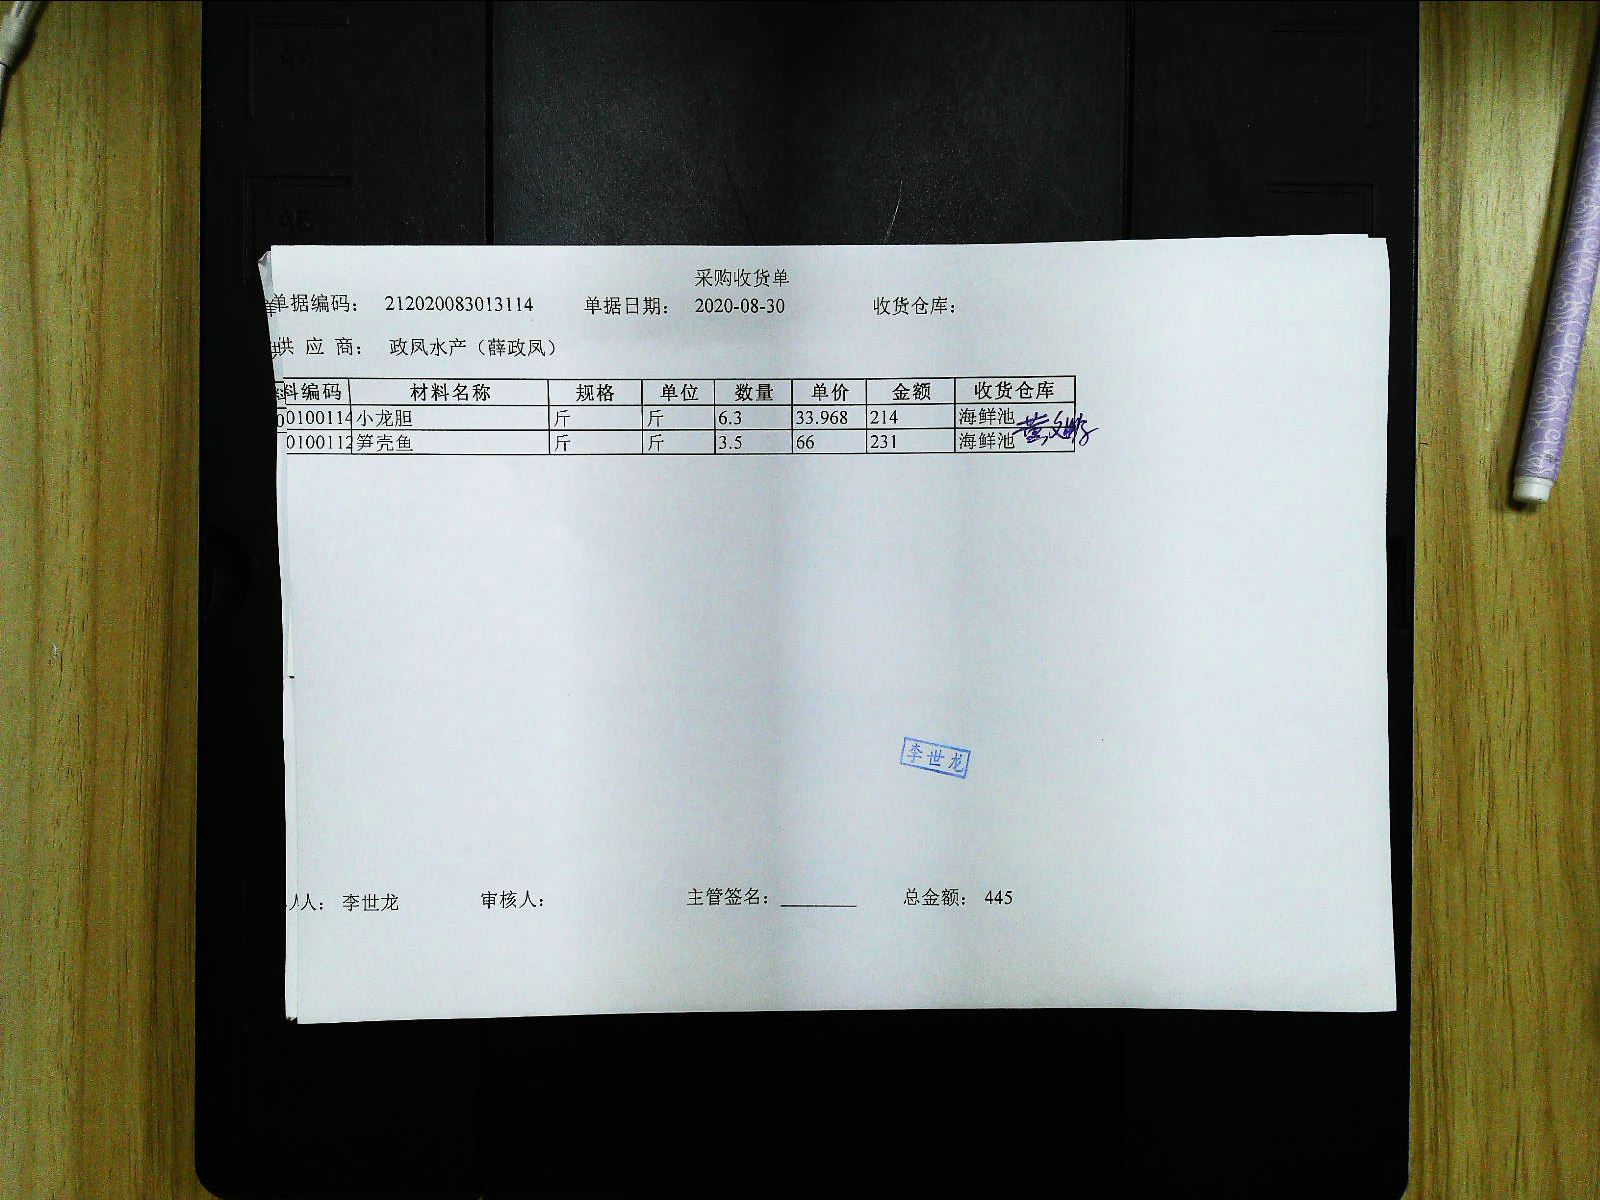 采购收货单
单据编码： 212020083013114 单据日期： 2020-08-30 收货仓库：
供 应 商： 政凤水产（薛政凤）
料编码 材料名称 规格 单位 数量 单价 金额 收货仓库
0100114 小龙胆 斤 斤 6.3 33.968 214 海鲜池
0100112 笋壳鱼 斤 斤 3.5 66 231 海鲜池
李世龙
人： 李世龙 审核人： 主管签名： 总金额： 445